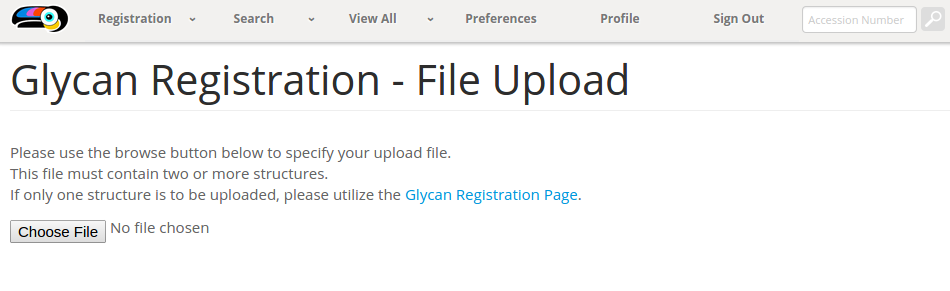 Registration Search View All Preferences Profile Sign Out Accession Number
Glycan Registration - File Upload
Please use the browse button below to specify your upload file.
This file must contain two or more structures.
If only one structure is to be uploaded, please utilize the Glycan Registration Page.
Choose File No file chosen